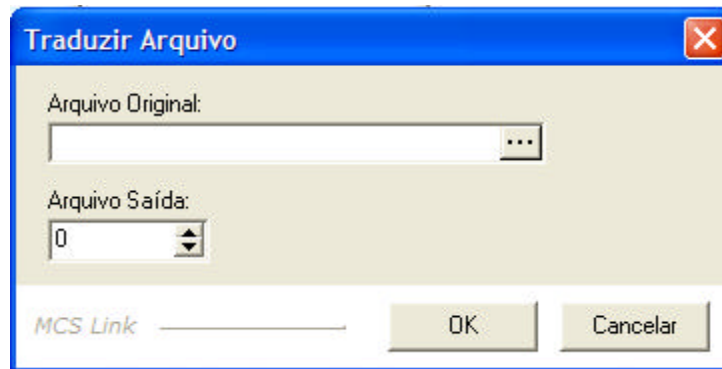 Traduzir Arquivo
Arquivo Original:
...
Arquivo Saída:
0
MCS Link
OK
Cancelar